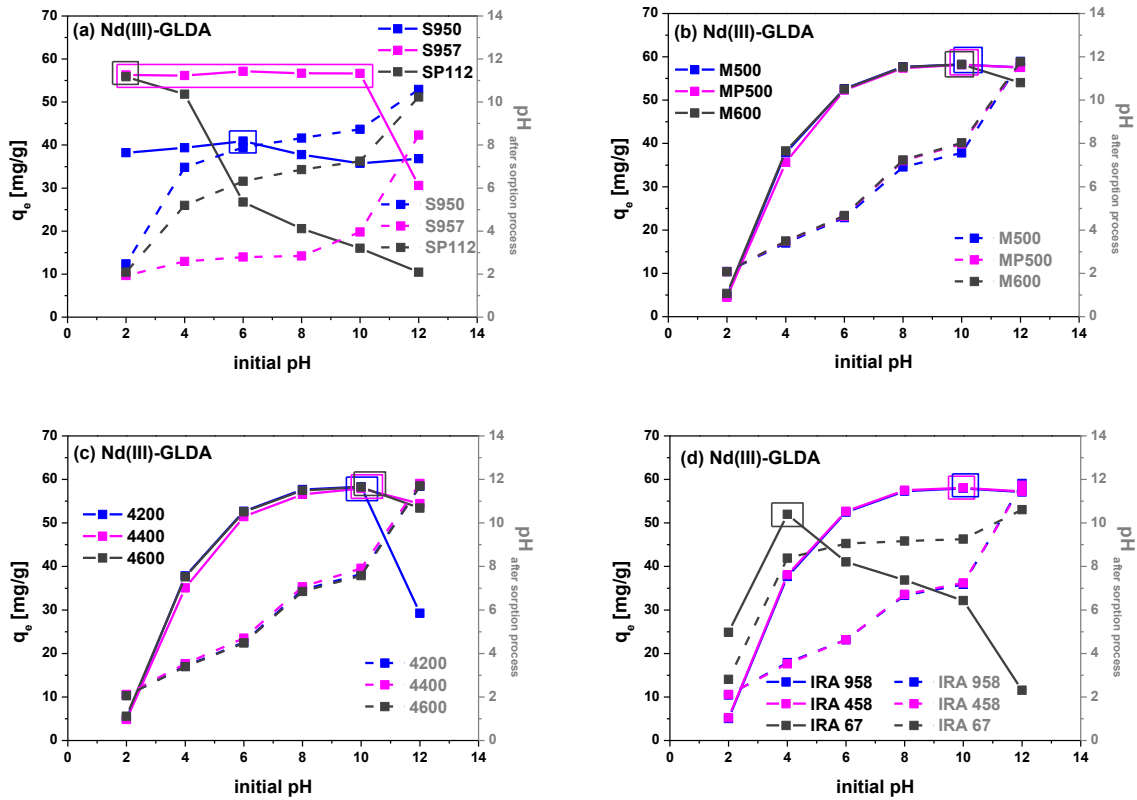 (a) Nd(III)-GLDA
S950
S957
SP112
S950
S957
SP112
70
60
50
40
30
20
10
0
14
12
10
8
6
4
2
0
0 2 4 6 8 10 12 14
qe [mg/g]
pH after sorption process
initial pH
(b) Nd(III)-GLDA
M500
MP500
M600
M500
MP500
M600
70
60
50
40
30
20
10
0
14
12
10
8
6
4
2
0
0 2 4 6 8 10 12 14
qe [mg/g]
pH after sorption process
initial pH
(c) Nd(III)-GLDA
4200
4400
4600
4200
4400
4600
70
60
50
40
30
20
10
0
14
12
10
8
6
4
2
0
0 2 4 6 8 10 12 14
qe [mg/g]
pH after sorption process
initial pH
(d) Nd(III)-GLDA
IRA 958 IRA 958
IRA 458 IRA 458
IRA 67 IRA 67
70
60
50
40
30
20
10
0
14
12
10
8
6
4
2
0
0 2 4 6 8 10 12 14
qe [mg/g]
pH after sorption process
initial pH